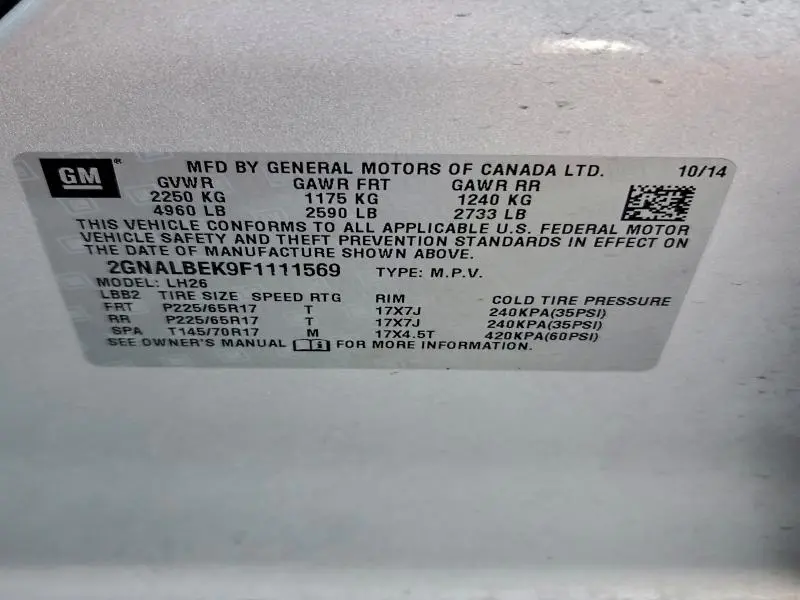 GM® MFD BY GENERAL MOTORS OF CANADA LTD. 10/14
GVWR GAWR FRT GAWR RR
2250 KG 1175 KG 1240 KG
4960 LB 2590 LB 2733 LB
THIS VEHICLE CONFORMS TO ALL APPLICABLE U.S. FEDERAL MOTOR
VEHICLE SAFETY AND THEFT PREVENTION STANDARDS IN EFFECT ON
THE DATE OF MANUFACTURE SHOWN ABOVE.
2GNALBEK9F1111569 TYPE: M.P.V.
MODEL: LH26
LBB2 TIRE SIZE SPEED RTG RIM COLD TIRE PRESSURE
FRT P225/65R17 T 17X7J 240KPA(35PSI)
RR P225/65R17 T 17X7J 240KPA(35PSI)
SPA T145/70R17 M 17X4.5T 420KPA(60PSI)
SEE OWNER'S MANUAL FOR MORE INFORMATION.